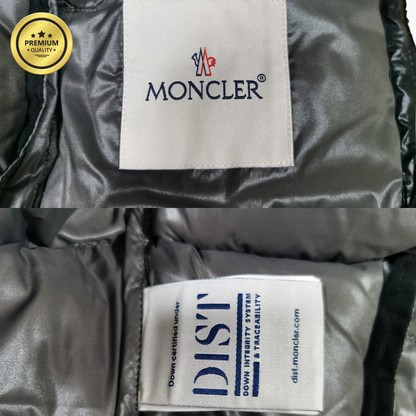 PREMIUM
QUALITY
MONCLER®
Down certified under
DIST
DOWN INTEGRITY SYSTEM
& TRACEABILITY
dist.moncler.com